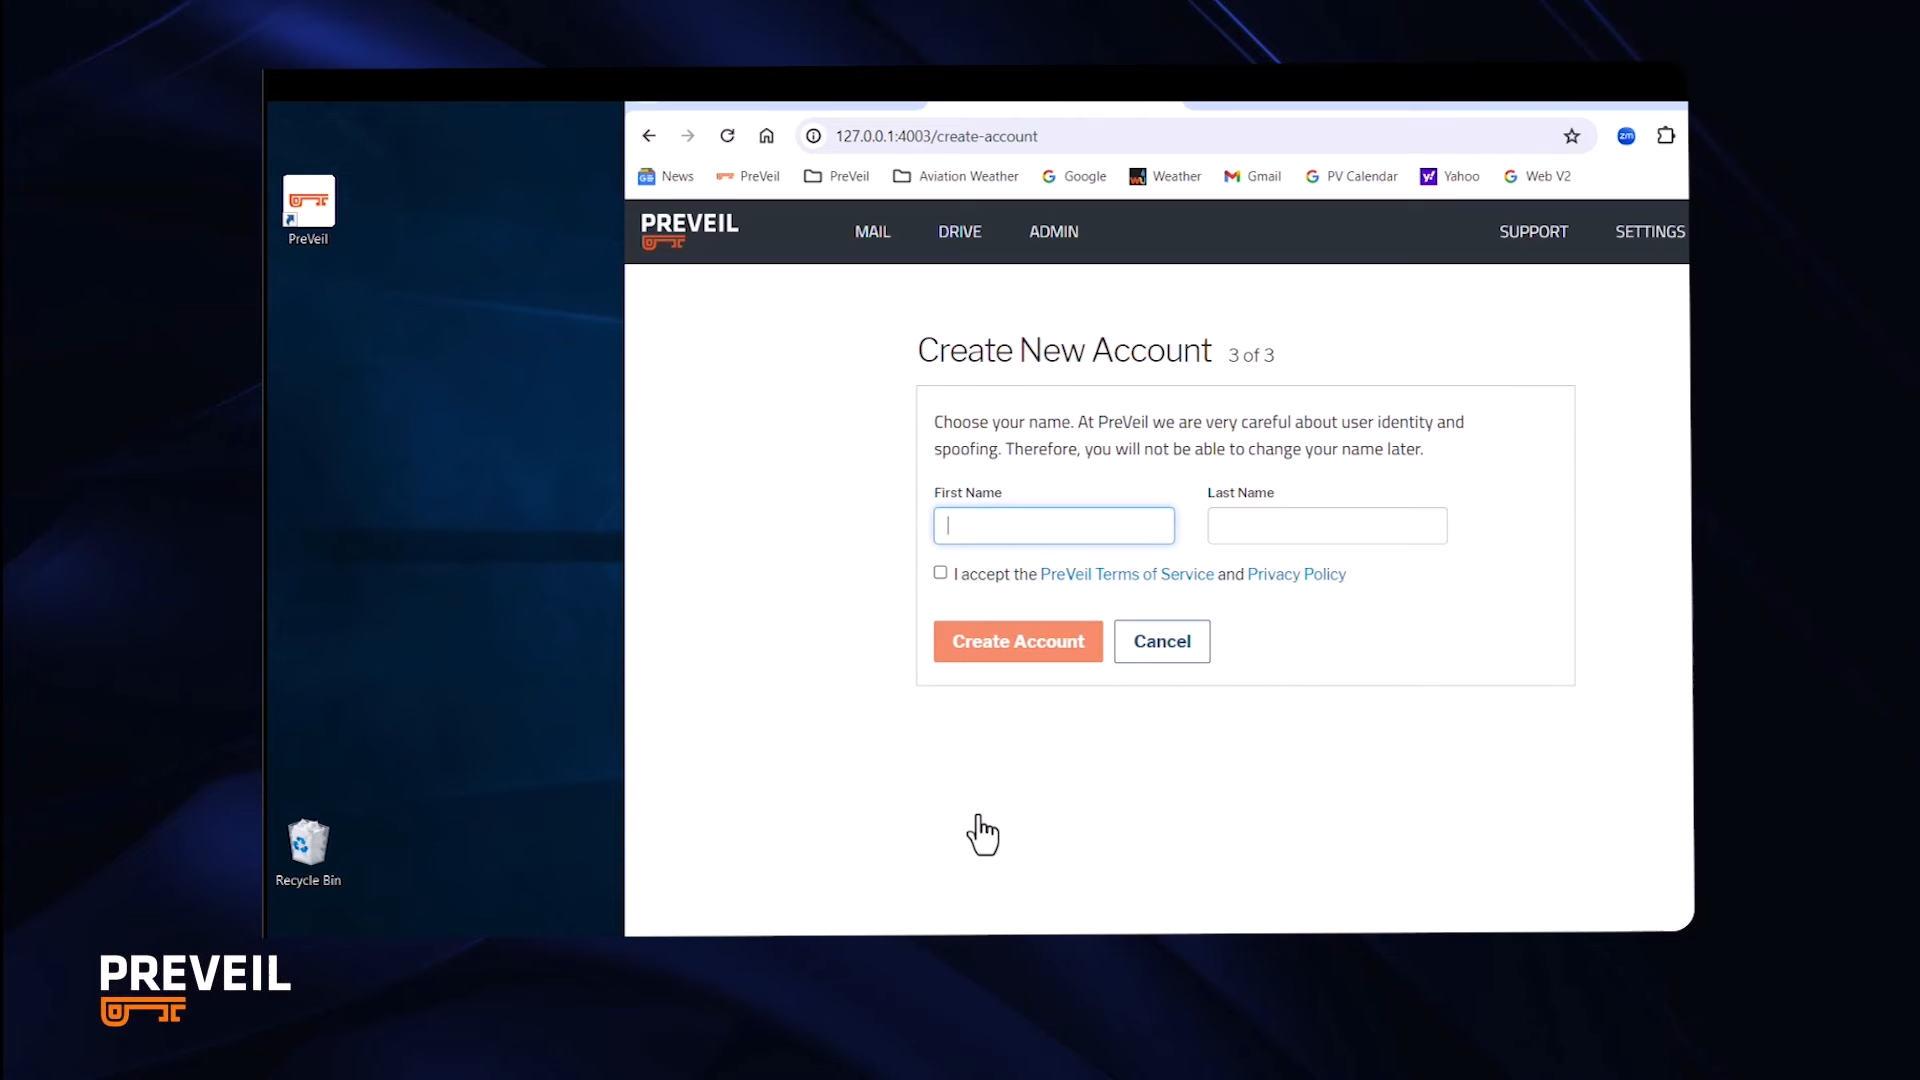 127.0.0.1:4003/create-account
zm
News PreVeil PreVeil Aviation Weather Google Weather Gmail PV Calendar Yahoo Web V2
PREVEIL MAIL DRIVE ADMIN SUPPORT SETTINGS
PreVeil
Create New Account 3 of 3
Choose your name. At PreVeil we are very careful about user identity and
spoofing. Therefore, you will not be able to change your name later.
First Name Last Name
I accept the PreVeil Terms of Service and Privacy Policy
Create Account Cancel
Recycle Bin
PREVEIL